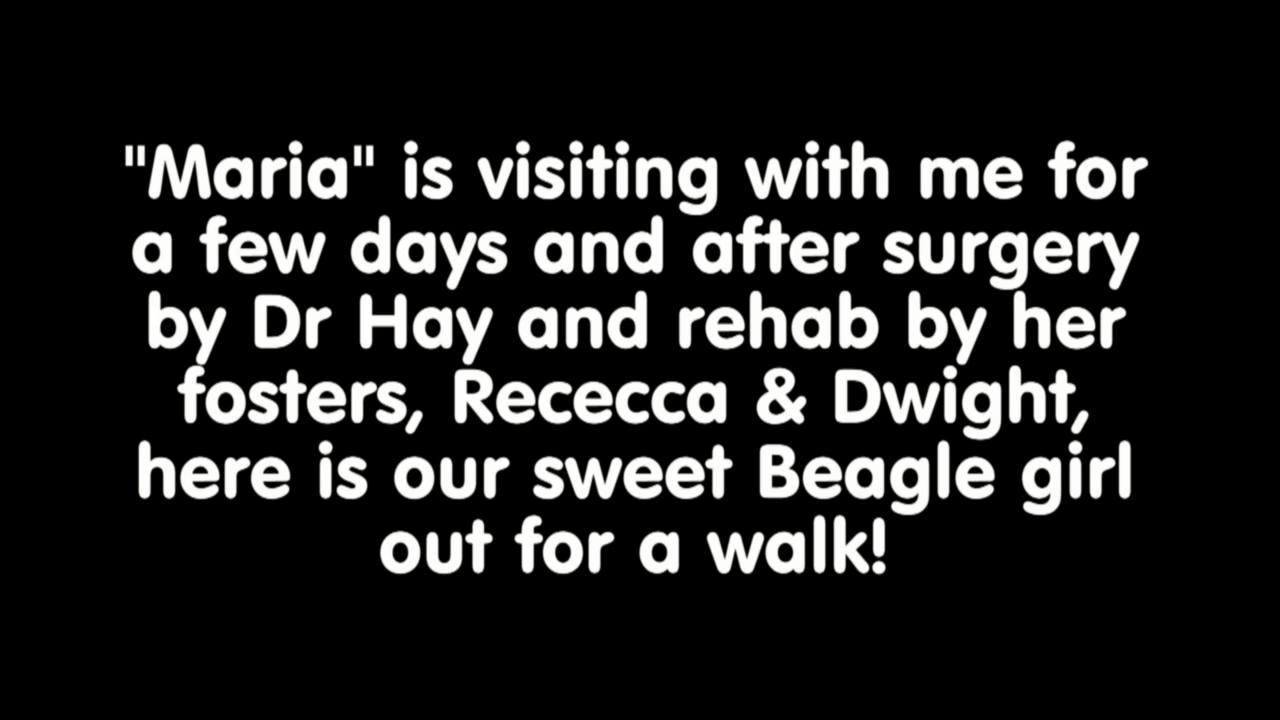 "Maria" is visiting with me for
a few days and after surgery
by Dr Hay and rehab by her
fosters, Rececca & Dwight,
here is our sweet Beagle girl
out for a walk!